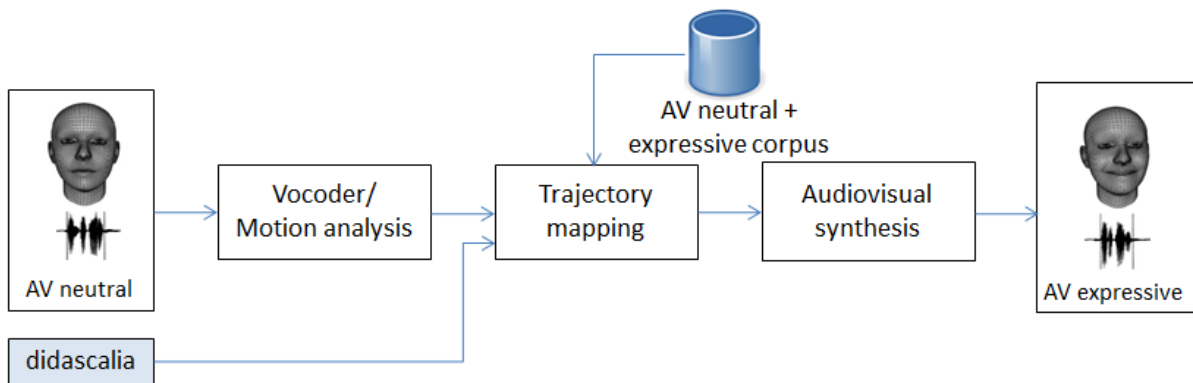 AV neutral +
expressive corpus
Vocoder/
Motion analysis
Trajectory
mapping
Audiovisual
synthesis
AV neutral
AV expressive
didascalia